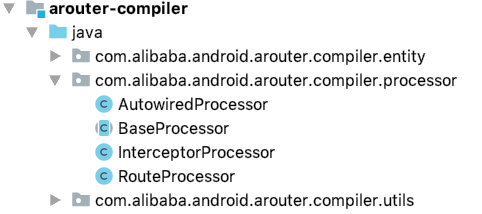 arouter-compiler
java
com.alibaba.android.arouter.compiler.entity
com.alibaba.android.arouter.compiler.processor
C AutowiredProcessor
C BaseProcessor
C InterceptorProcessor
C RouteProcessor
com.alibaba.android.arouter.compiler.utils